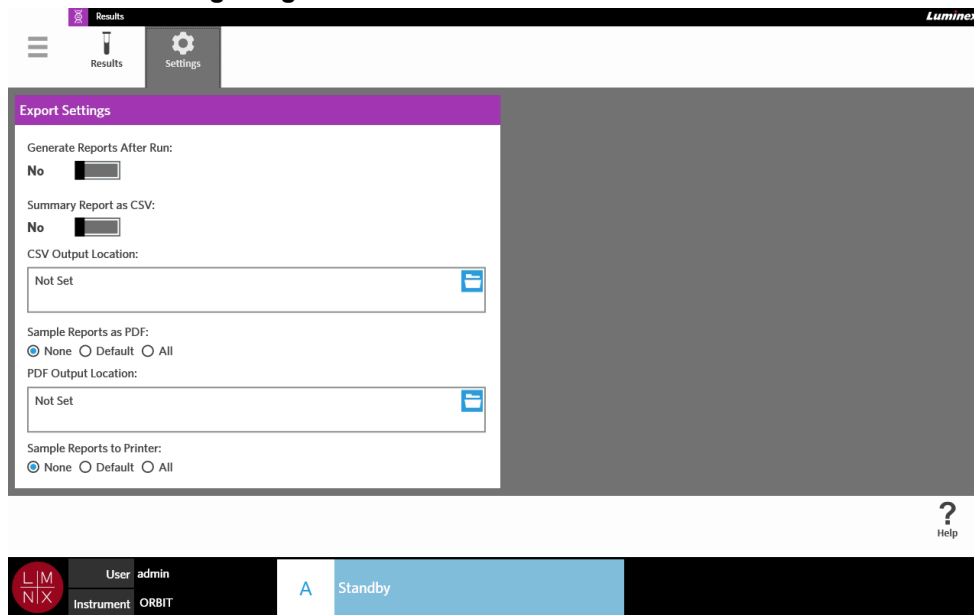 Results
Luminex
Results
Settings
Export Settings
Generate Reports After Run:
No
Summary Report as CSV:
No
CSV Output Location:
Not Set
Sample Reports as PDF:
None Default All
PDF Output Location:
Not Set
Sample Reports to Printer:
None Default All
?
Help
L M
N X
User admin
Instrument ORBIT
A Standby